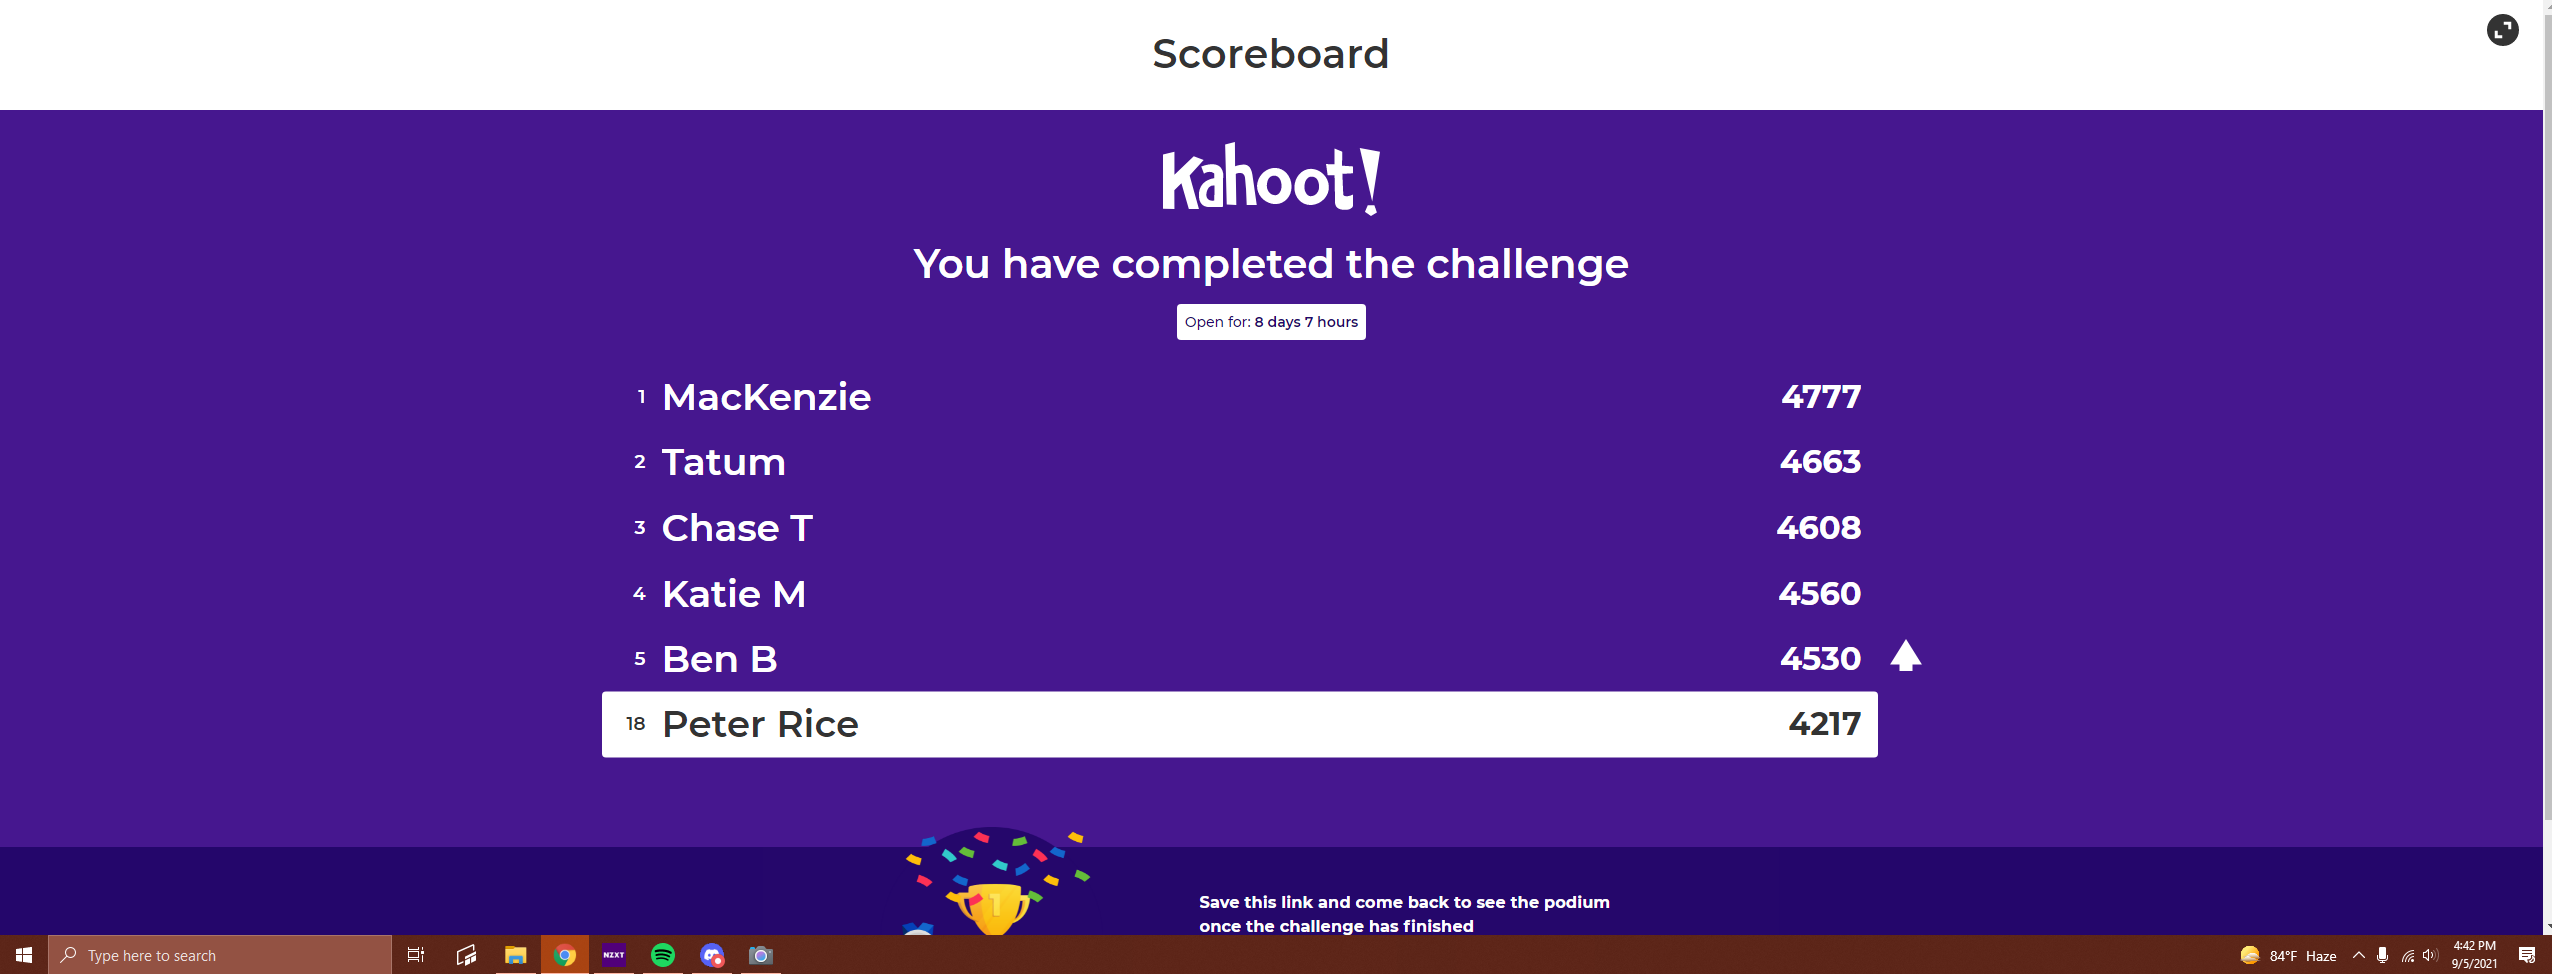 Scoreboard
Kahoot!
You have completed the challenge
Open for: 8 days 7 hours
1 MacKenzie 4777
2 Tatum 4663
3 Chase T 4608
4 Katie M 4560
5 Ben B 4530
18 Peter Rice 4217
1
Save this link and come back to see the podium
once the challenge has finished
Type here to search
NZXT
84°F Haze
4:42 PM
9/5/2021